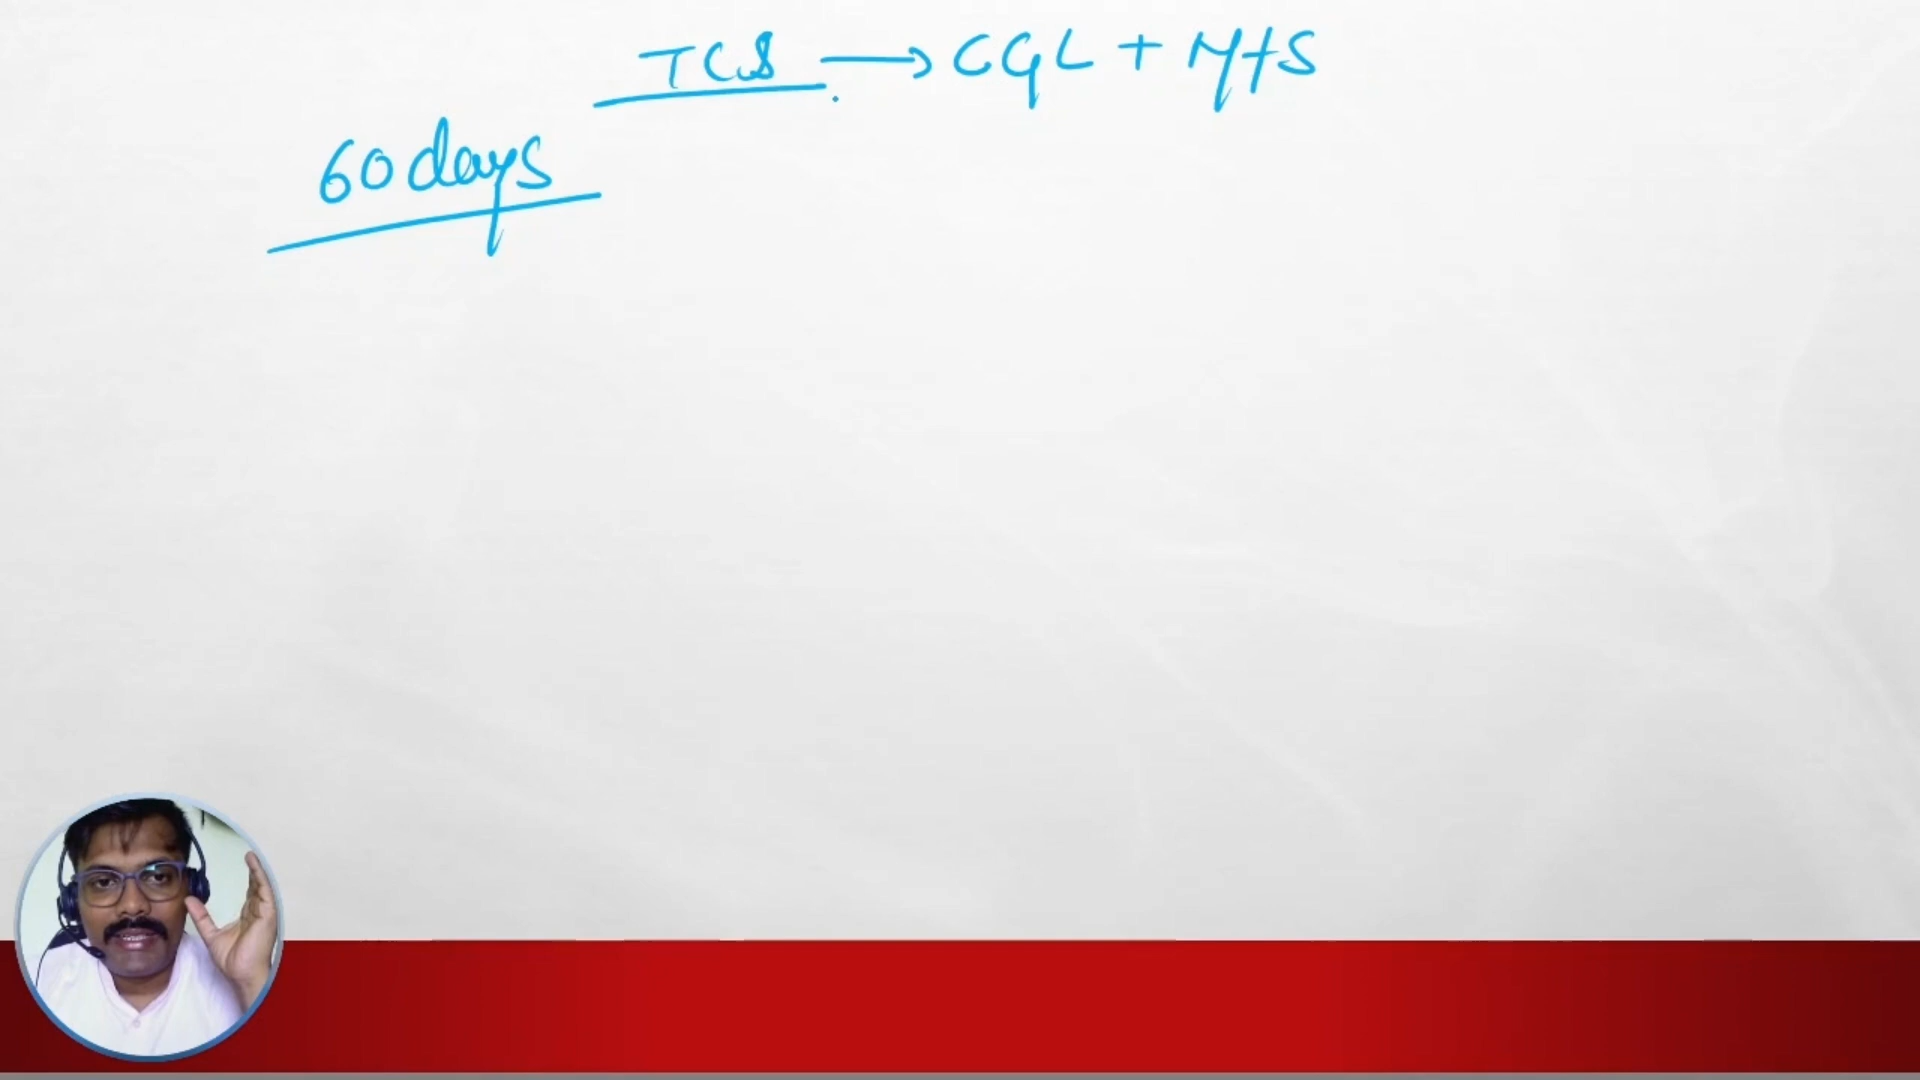 TCS → CGL + MTS
60 days